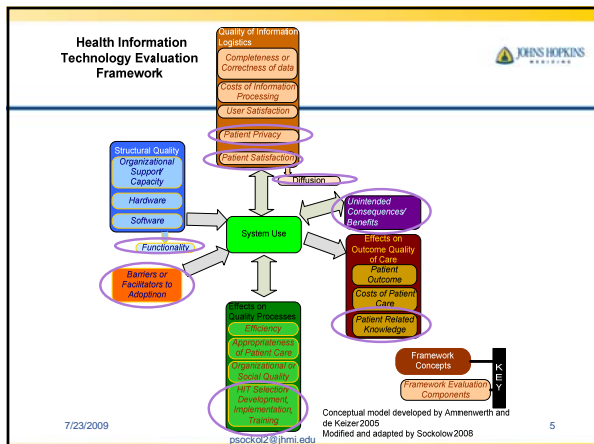 Health Information
Technology Evaluation
Framework
Quality of Information
Logistics
Completeness or
Correctness of data
Costs of Information
Processing
User Satisfaction
Patient Privacy
Patient Satisfaction
Diffusion
JOHNS HOPKINS
MEDICINE
Structural Quality
Organizational
Support/
Capacity
Hardware
Software
Functionality
Barriers or
Facilitators to
Adoptinon
System Use
Unintended
Consequences/
Benefits
Effects on
Outcome Quality
of Care
Patient
Outcome
Costs of Patient
Care
Patient Related
Knowledge
Effects on
Quality Processes
Efficiency
Appropriateness
of Patient Care
Organizational or
Social Quality
HIT Selection/
Development,
Implementation,
Training
Framework
Concepts
Framework Evaluation
Components
K
E
Y
Conceptual model developed by Ammenwerth and
de Keizer2005
Modified and adapted by Sockolow2008
7/23/2009
psockol2@jhmi.edu
5